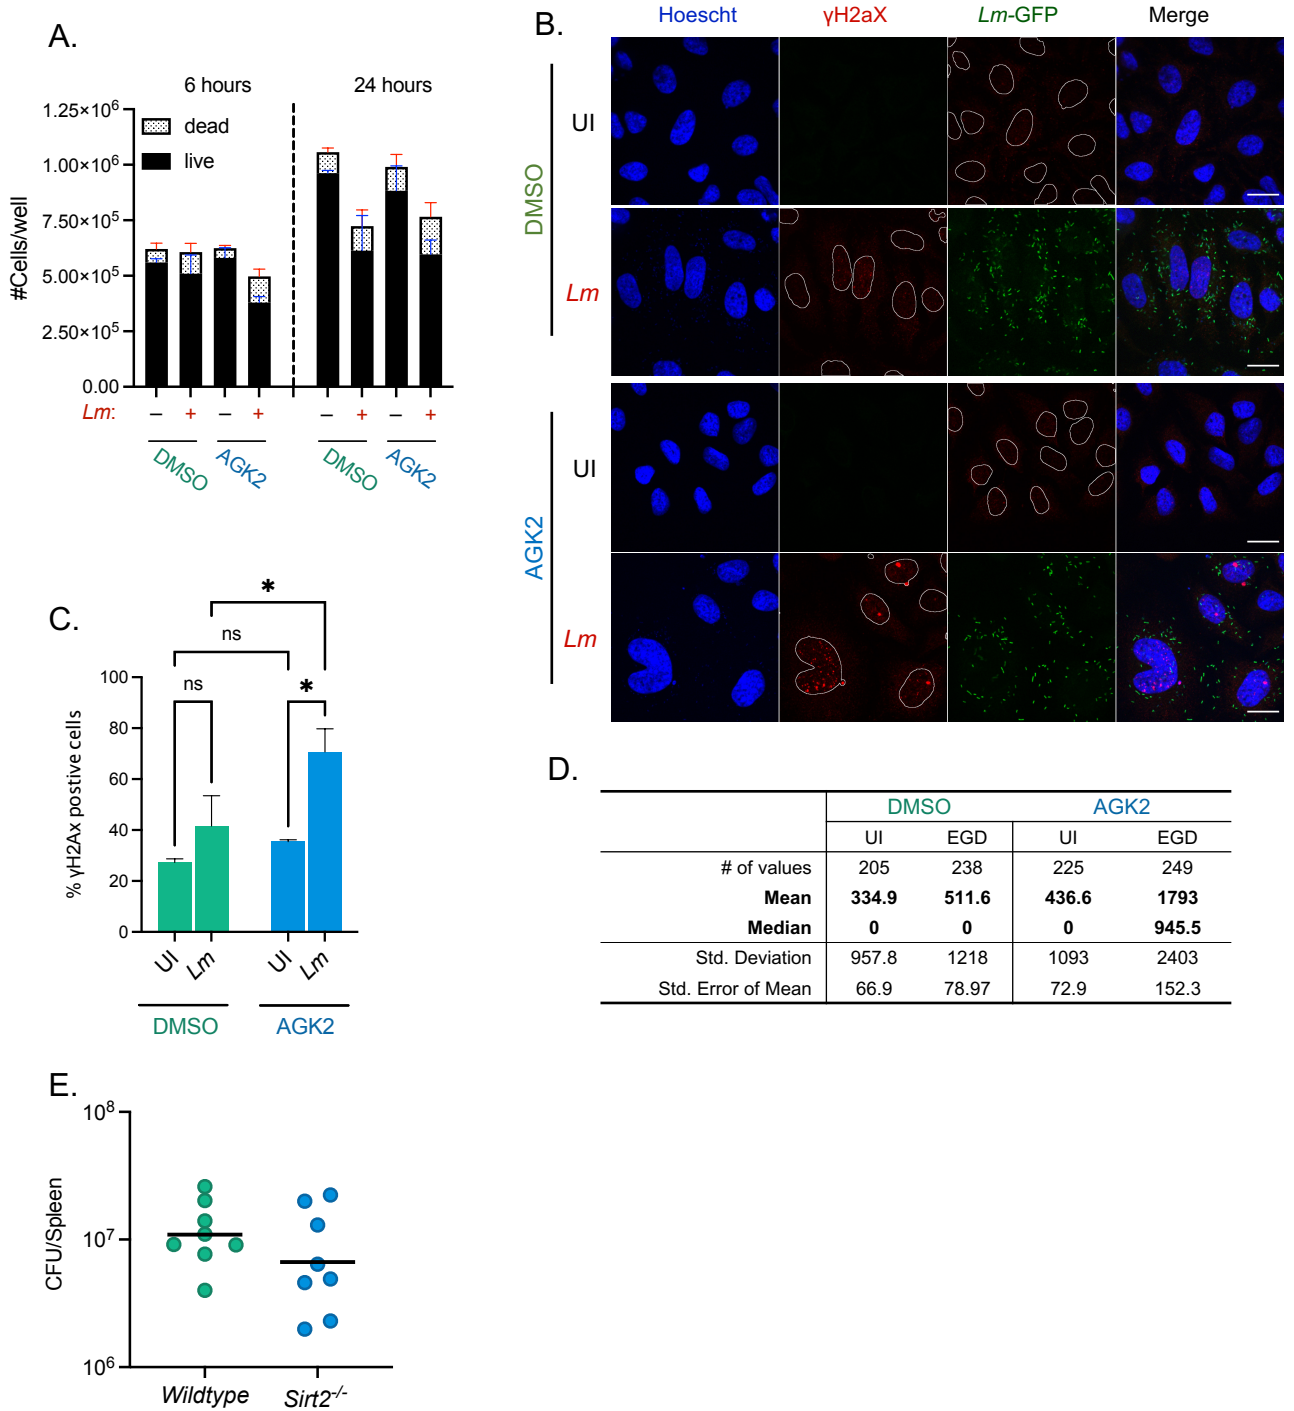 A.
6 hours
24 hours
1.25×10⁶
1.00×10⁶
7.50×10⁵
5.00×10⁵
2.50×10⁵
0.00
#Cells/well
dead
live
Lm: – + – + – + – +
DMSO AGK2 DMSO AGK2
B.
Hoescht γH2aX Lm-GFP Merge
DMSO
UI
Lm
AGK2
UI
Lm
C.
% γH2Ax postive cells
100
80
60
40
20
0
ns
ns
*
*
UI Lm UI Lm
DMSO AGK2
D.
DMSO AGK2
UI EGD UI EGD
# of values 205 238 225 249
Mean 334.9 511.6 436.6 1793
Median 0 0 0 945.5
Std. Deviation 957.8 1218 1093 2403
Std. Error of Mean 66.9 78.97 72.9 152.3
E.
CFU/Spleen
10⁸
10⁷
10⁶
Wildtype Sirt2⁻/⁻